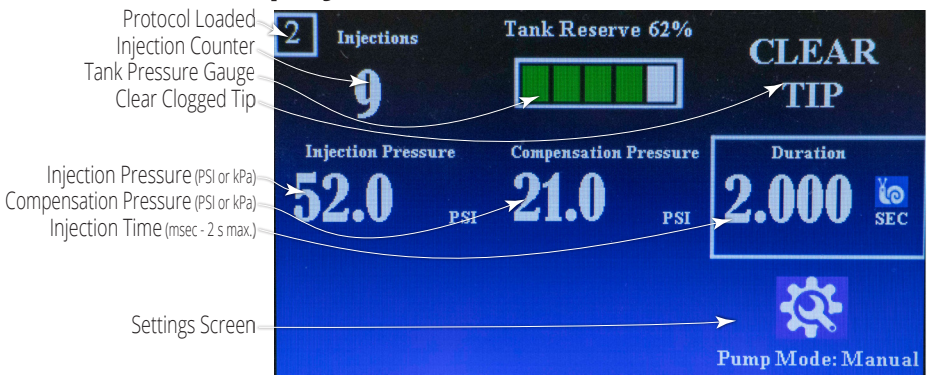 Protocol Loaded
Injection Counter
Tank Pressure Gauge
Clear Clogged Tip
Injection Pressure (PSI or kPa)
Compensation Pressure (PSI or kPa)
Injection Time (msec - 2 s max.)
Settings Screen
2
Injections
9
Tank Reserve 62%
CLEAR
TIP
Injection Pressure
52.0 PSI
Compensation Pressure
21.0 PSI
Duration
2.000 SEC
Pump Mode: Manual